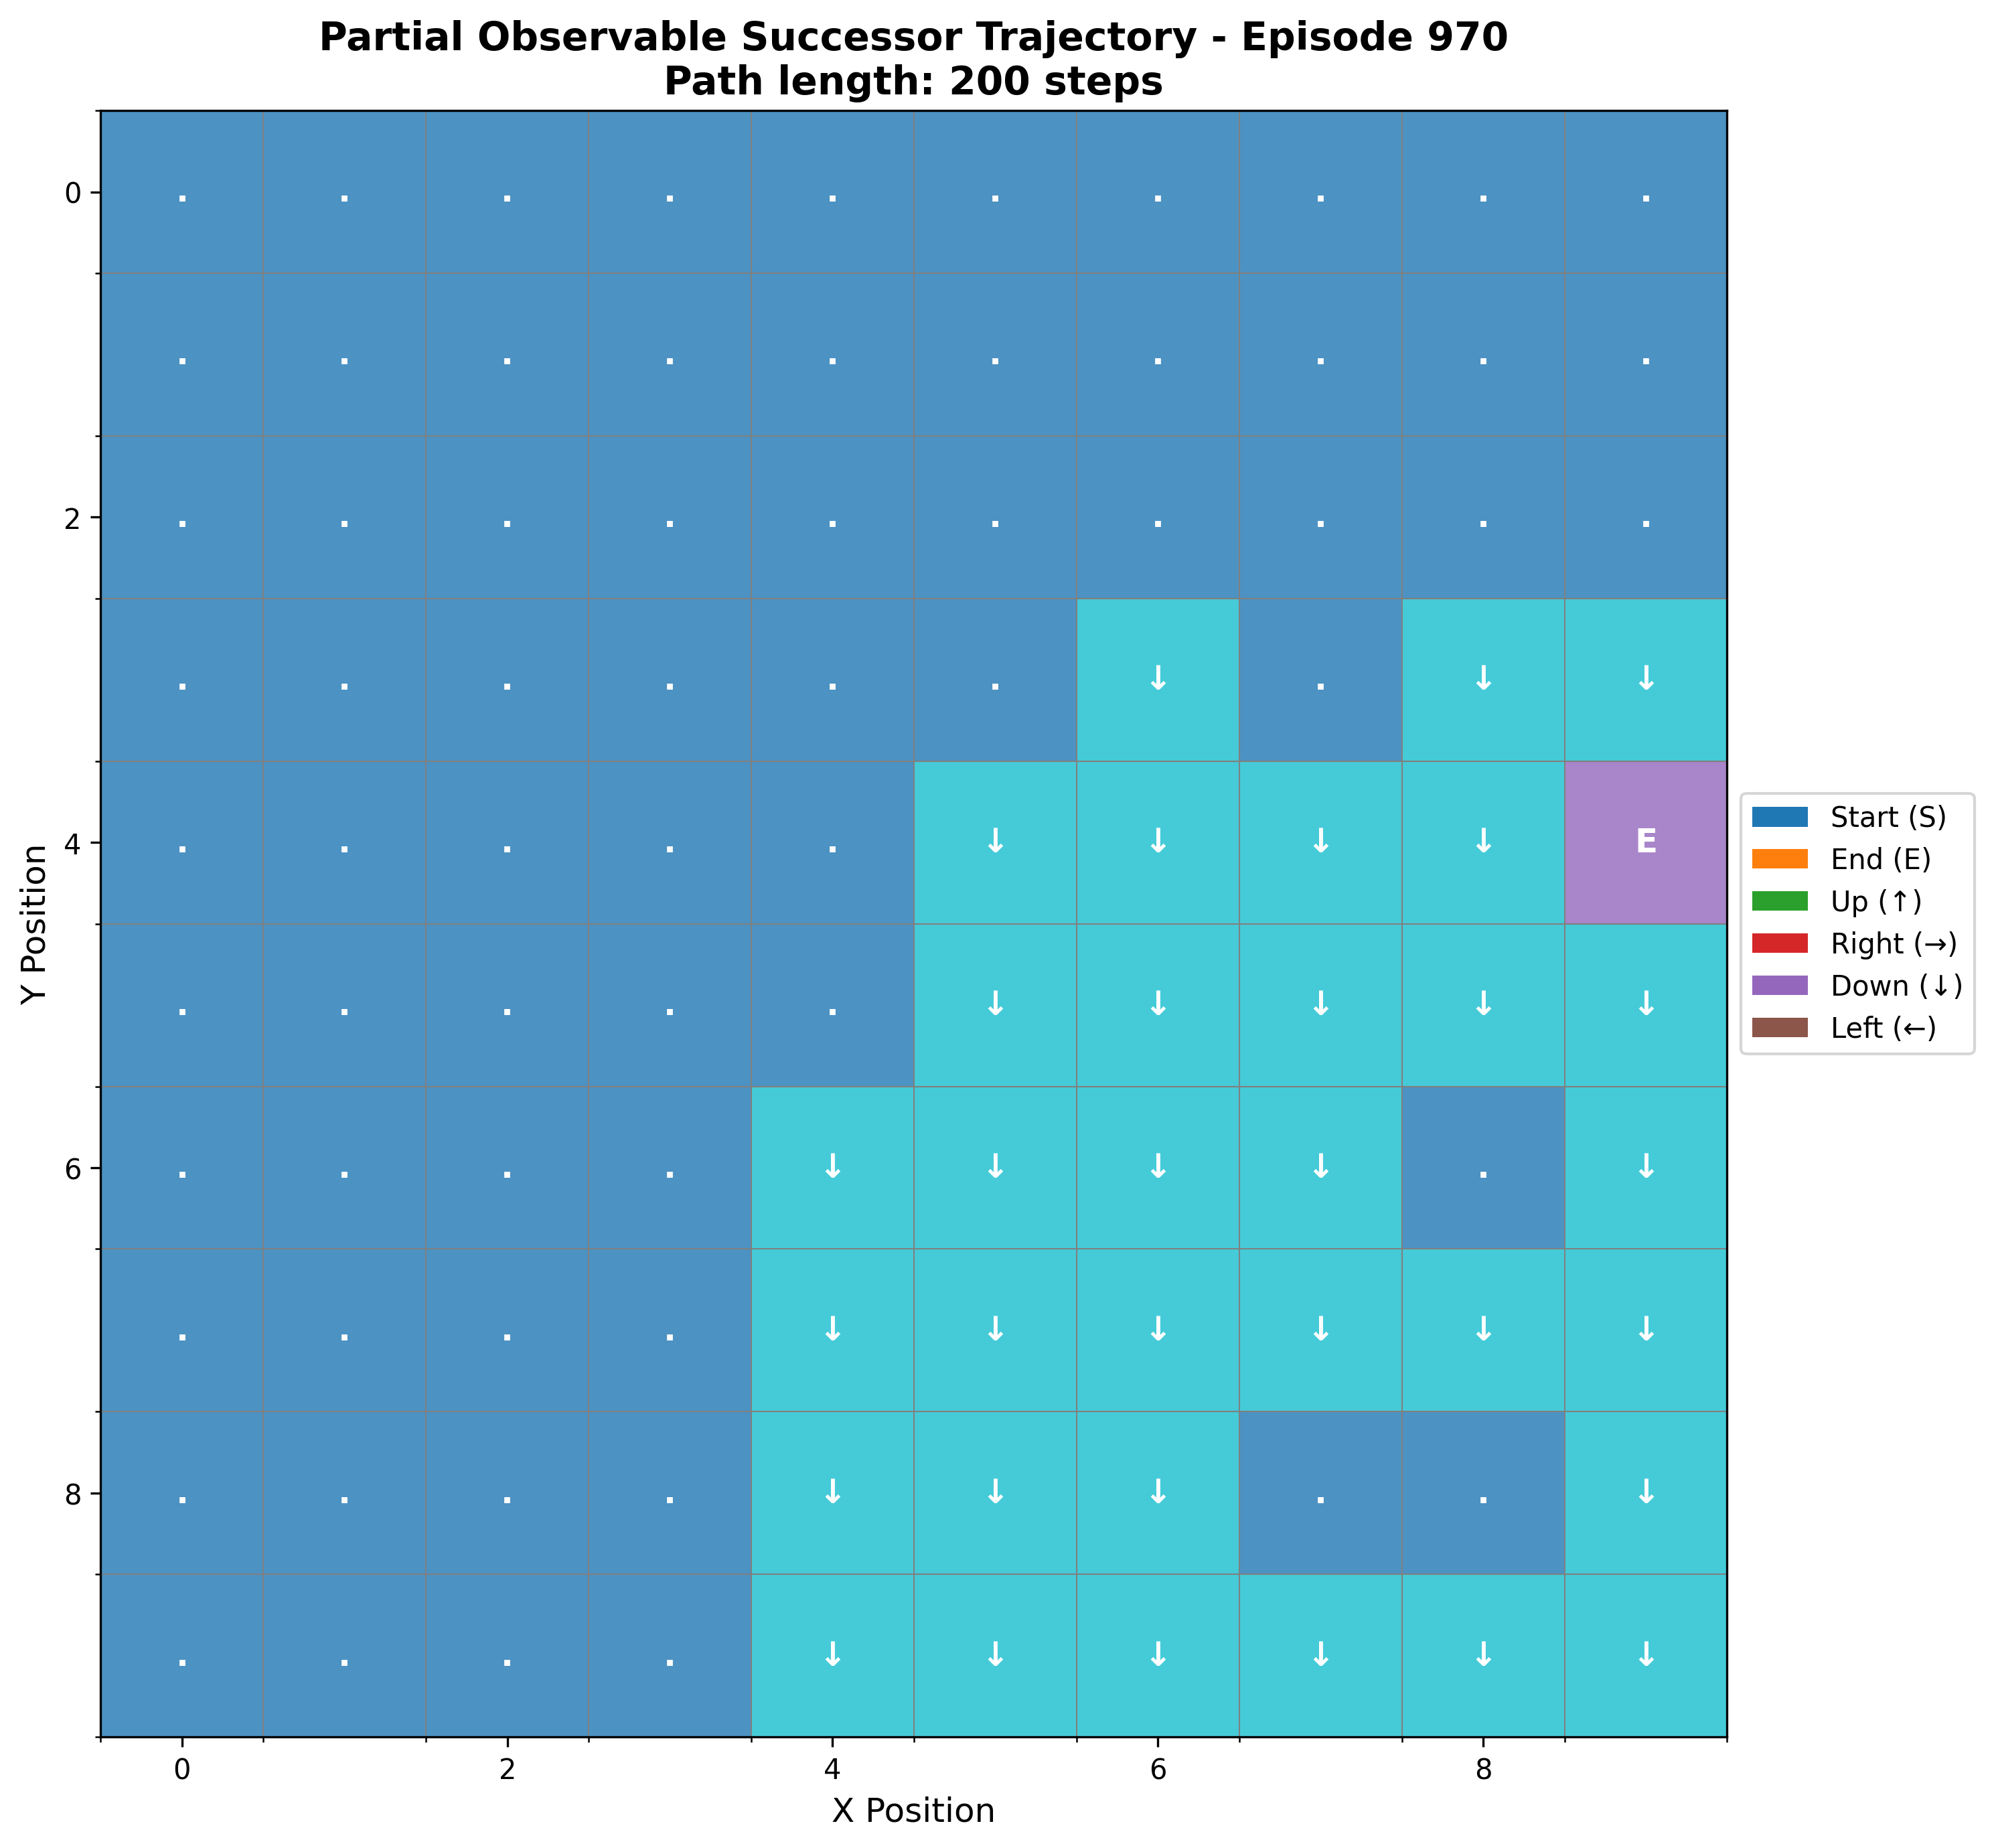 Partial Observable Successor Trajectory - Episode 970
Path length: 200 steps
0 . . . . . . . . . .
. . . . . . . . . .
2 . . . . . . . . . .
. . . . . . ↓ . ↓ ↓
4 . . . . . ↓ ↓ ↓ ↓ E
. . . . . ↓ ↓ ↓ ↓ ↓
6 . . . . ↓ ↓ ↓ ↓ . ↓
. . . . ↓ ↓ ↓ ↓ ↓ ↓
8 . . . . ↓ ↓ ↓ . . ↓
. . . . ↓ ↓ ↓ ↓ ↓ ↓
0 2 4 6 8
X Position
Y Position
Start (S)
End (E)
Up (↑)
Right (→)
Down (↓)
Left (←)